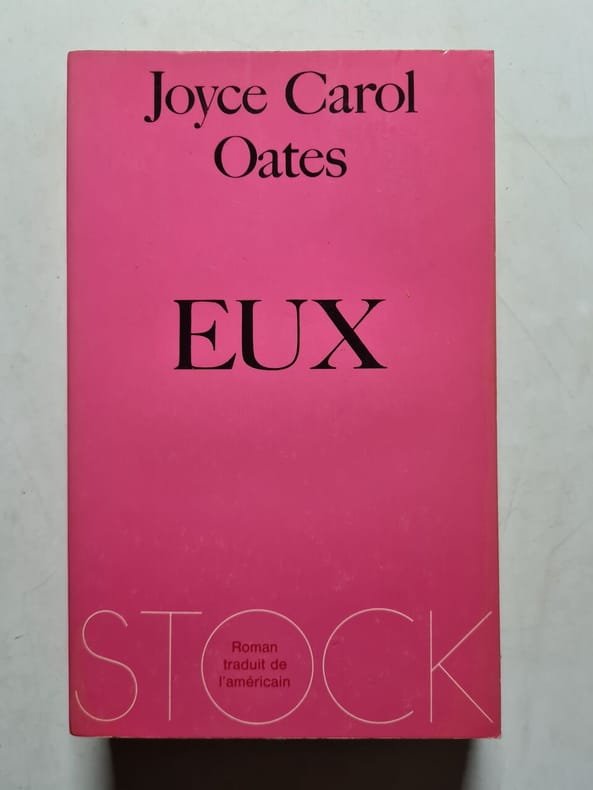 Joyce Carol
Oates
EUX
STOCK
Roman
traduit de
l'américain